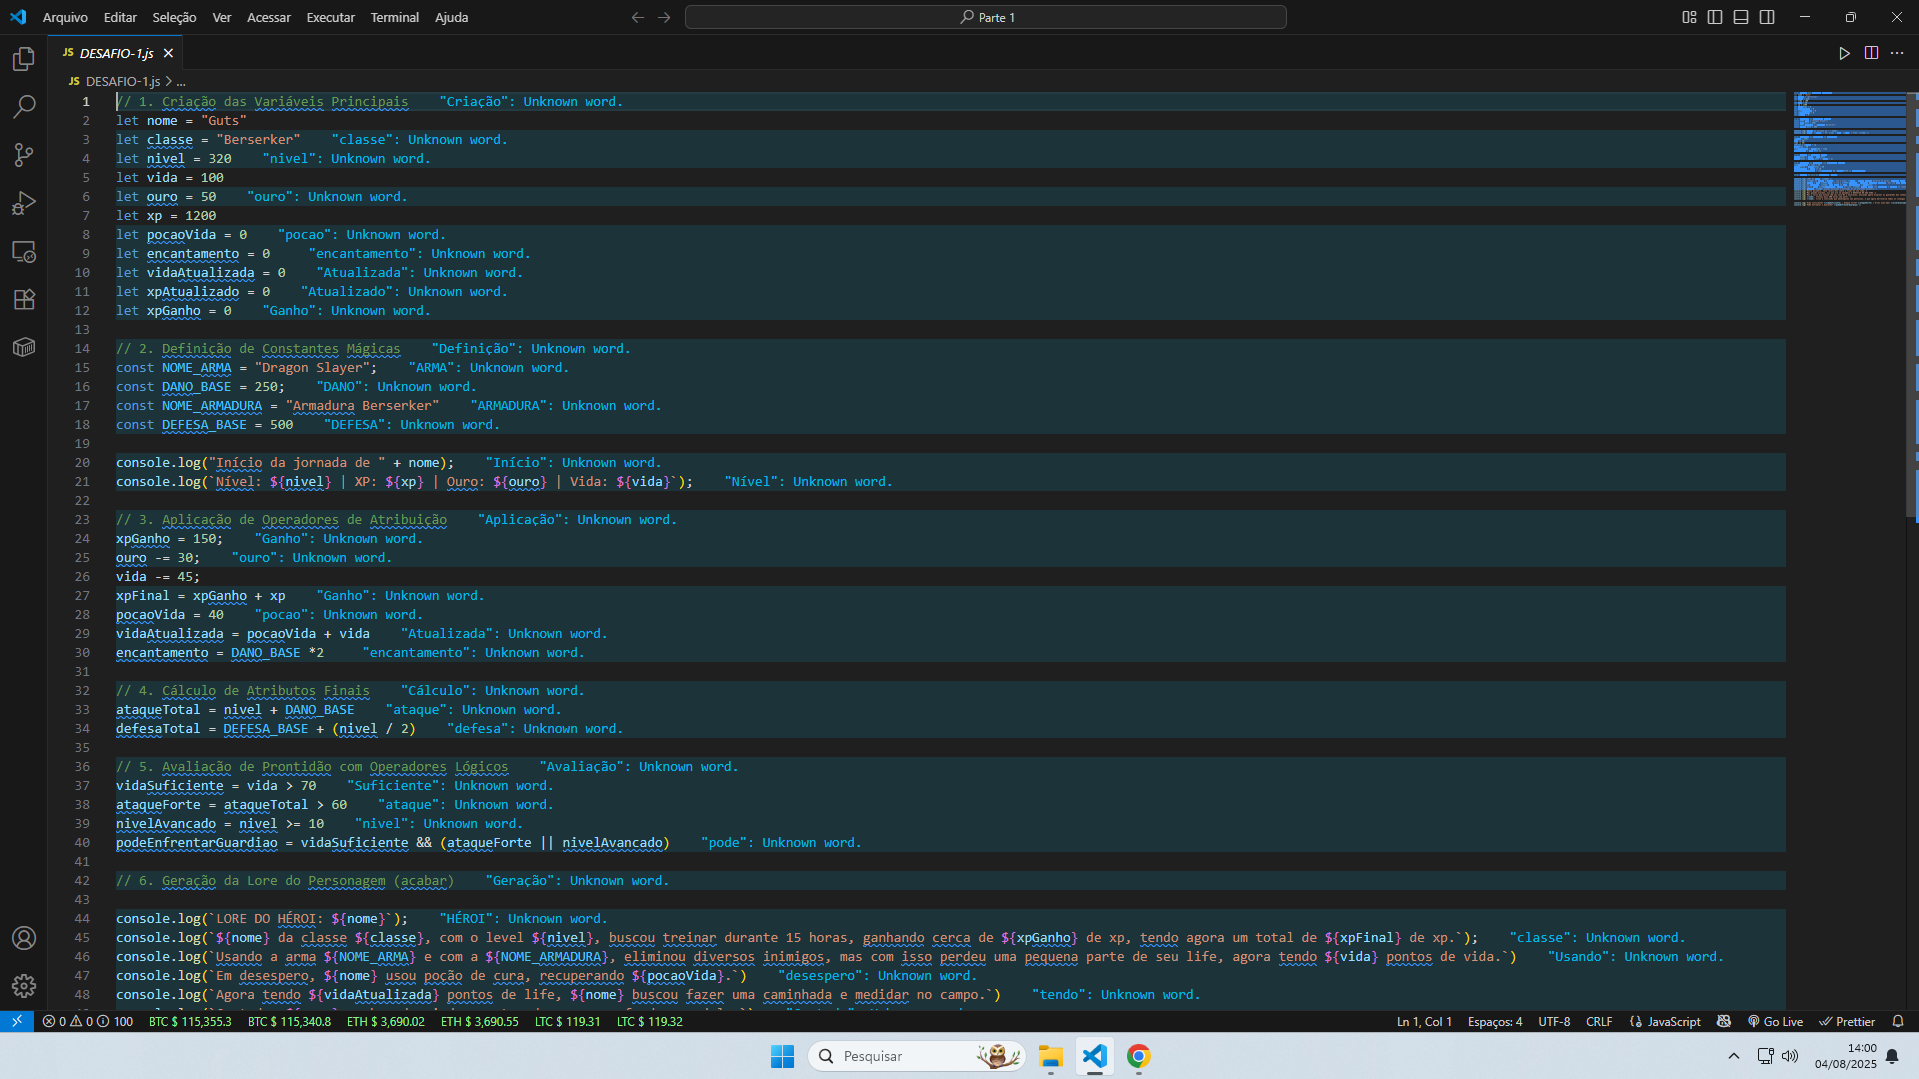 Arquivo Editar Seleção Ver Acessar Executar Terminal Ajuda
Parte 1
JS DESAFIO-1.js
JS DESAFIO-1.js > ...
1 // 1. Criação das Variáveis Principais "Criação": Unknown word.
2 let nome = "Guts"
3 let classe = "Berserker" "classe": Unknown word.
4 let nivel = 320 "nivel": Unknown word.
5 let vida = 100
6 let ouro = 50 "ouro": Unknown word.
7 let xp = 1200
8 let pocaoVida = 0 "pocao": Unknown word.
9 let encantamento = 0 "encantamento": Unknown word.
10 let vidaAtualizada = 0 "Atualizada": Unknown word.
11 let xpAtualizado = 0 "Atualizado": Unknown word.
12 let xpGanho = 0 "Ganho": Unknown word.
13
14 // 2. Definição de Constantes Mágicas "Definição": Unknown word.
15 const NOME_ARMA = "Dragon Slayer"; "ARMA": Unknown word.
16 const DANO_BASE = 250; "DANO": Unknown word.
17 const NOME_ARMADURA = "Armadura Berserker" "ARMADURA": Unknown word.
18 const DEFESA_BASE = 500 "DEFESA": Unknown word.
19
20 console.log("Início da jornada de " + nome); "Início": Unknown word.
21 console.log(`Nível: ${nivel} | XP: ${xp} | Ouro: ${ouro} | Vida: ${vida}`); "Nível": Unknown word.
22
23 // 3. Aplicação de Operadores de Atribuição "Aplicação": Unknown word.
24 xpGanho = 150; "Ganho": Unknown word.
25 ouro -= 30; "ouro": Unknown word.
26 vida -= 45;
27 xpFinal = xpGanho + xp "Ganho": Unknown word.
28 pocaoVida = 40 "pocao": Unknown word.
29 vidaAtualizada = pocaoVida + vida "Atualizada": Unknown word.
30 encantamento = DANO_BASE *2 "encantamento": Unknown word.
31
32 // 4. Cálculo de Atributos Finais "Cálculo": Unknown word.
33 ataqueTotal = nivel + DANO_BASE "ataque": Unknown word.
34 defesaTotal = DEFESA_BASE + (nivel / 2) "defesa": Unknown word.
35
36 // 5. Avaliação de Prontidão com Operadores Lógicos "Avaliação": Unknown word.
37 vidaSuficiente = vida > 70 "Suficiente": Unknown word.
38 ataqueForte = ataqueTotal > 60 "ataque": Unknown word.
39 nivelAvancado = nivel >= 10 "nivel": Unknown word.
40 podeEnfrentarGuardiao = vidaSuficiente && (ataqueForte || nivelAvancado) "pode": Unknown word.
41
42 // 6. Geração da Lore do Personagem (acabar) "Geração": Unknown word.
43
44 console.log(`LORE DO HÉROI: ${nome}`); "HÉROI": Unknown word.
45 console.log(`${nome} da classe ${classe}, com o level ${nivel}, buscou treinar durante 15 horas, ganhando cerca de ${xpGanho} de xp, tendo agora um total de ${xpFinal} de xp.`); "classe": Unknown word.
46 console.log(`Usando a arma ${NOME_ARMA} e com a ${NOME_ARMADURA}, eliminou diversos inimigos, mas com isso perdeu uma pequena parte de seu life, agora tendo ${vida} pontos de vida.`) "Usando": Unknown word.
47 console.log(`Em desespero, ${nome} usou poção de cura, recuperando ${pocaoVida}.`) "desespero": Unknown word.
48 console.log(`Agora tendo ${vidaAtualizada} pontos de life, ${nome} buscou fazer uma caminhada e medidar no campo.`) "tendo": Unknown word.
0 0 100 BTC $ 115,355.3 BTC $ 115,340.8 ETH $ 3,690.02 ETH $ 3,690.55 LTC $ 119.31 LTC $ 119.32 Ln 1, Col 1 Espaços: 4 UTF-8 CRLF {} JavaScript Go Live Prettier
Pesquisar
14:00
04/08/2025